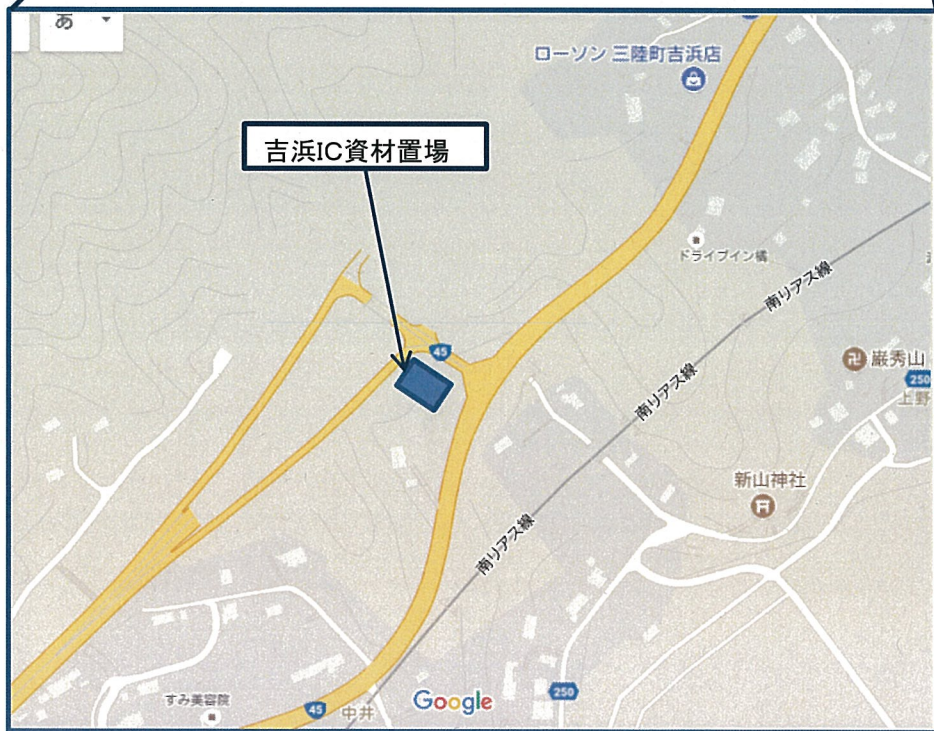 あ
ローソン 三陸町吉浜店
吉浜IC資材置場
ドライブイン橘
南リアス線
45
巌秀山
250
上野
南リアス線
新山神社
南リアス線
すみ美容院
45
中井
Google
250